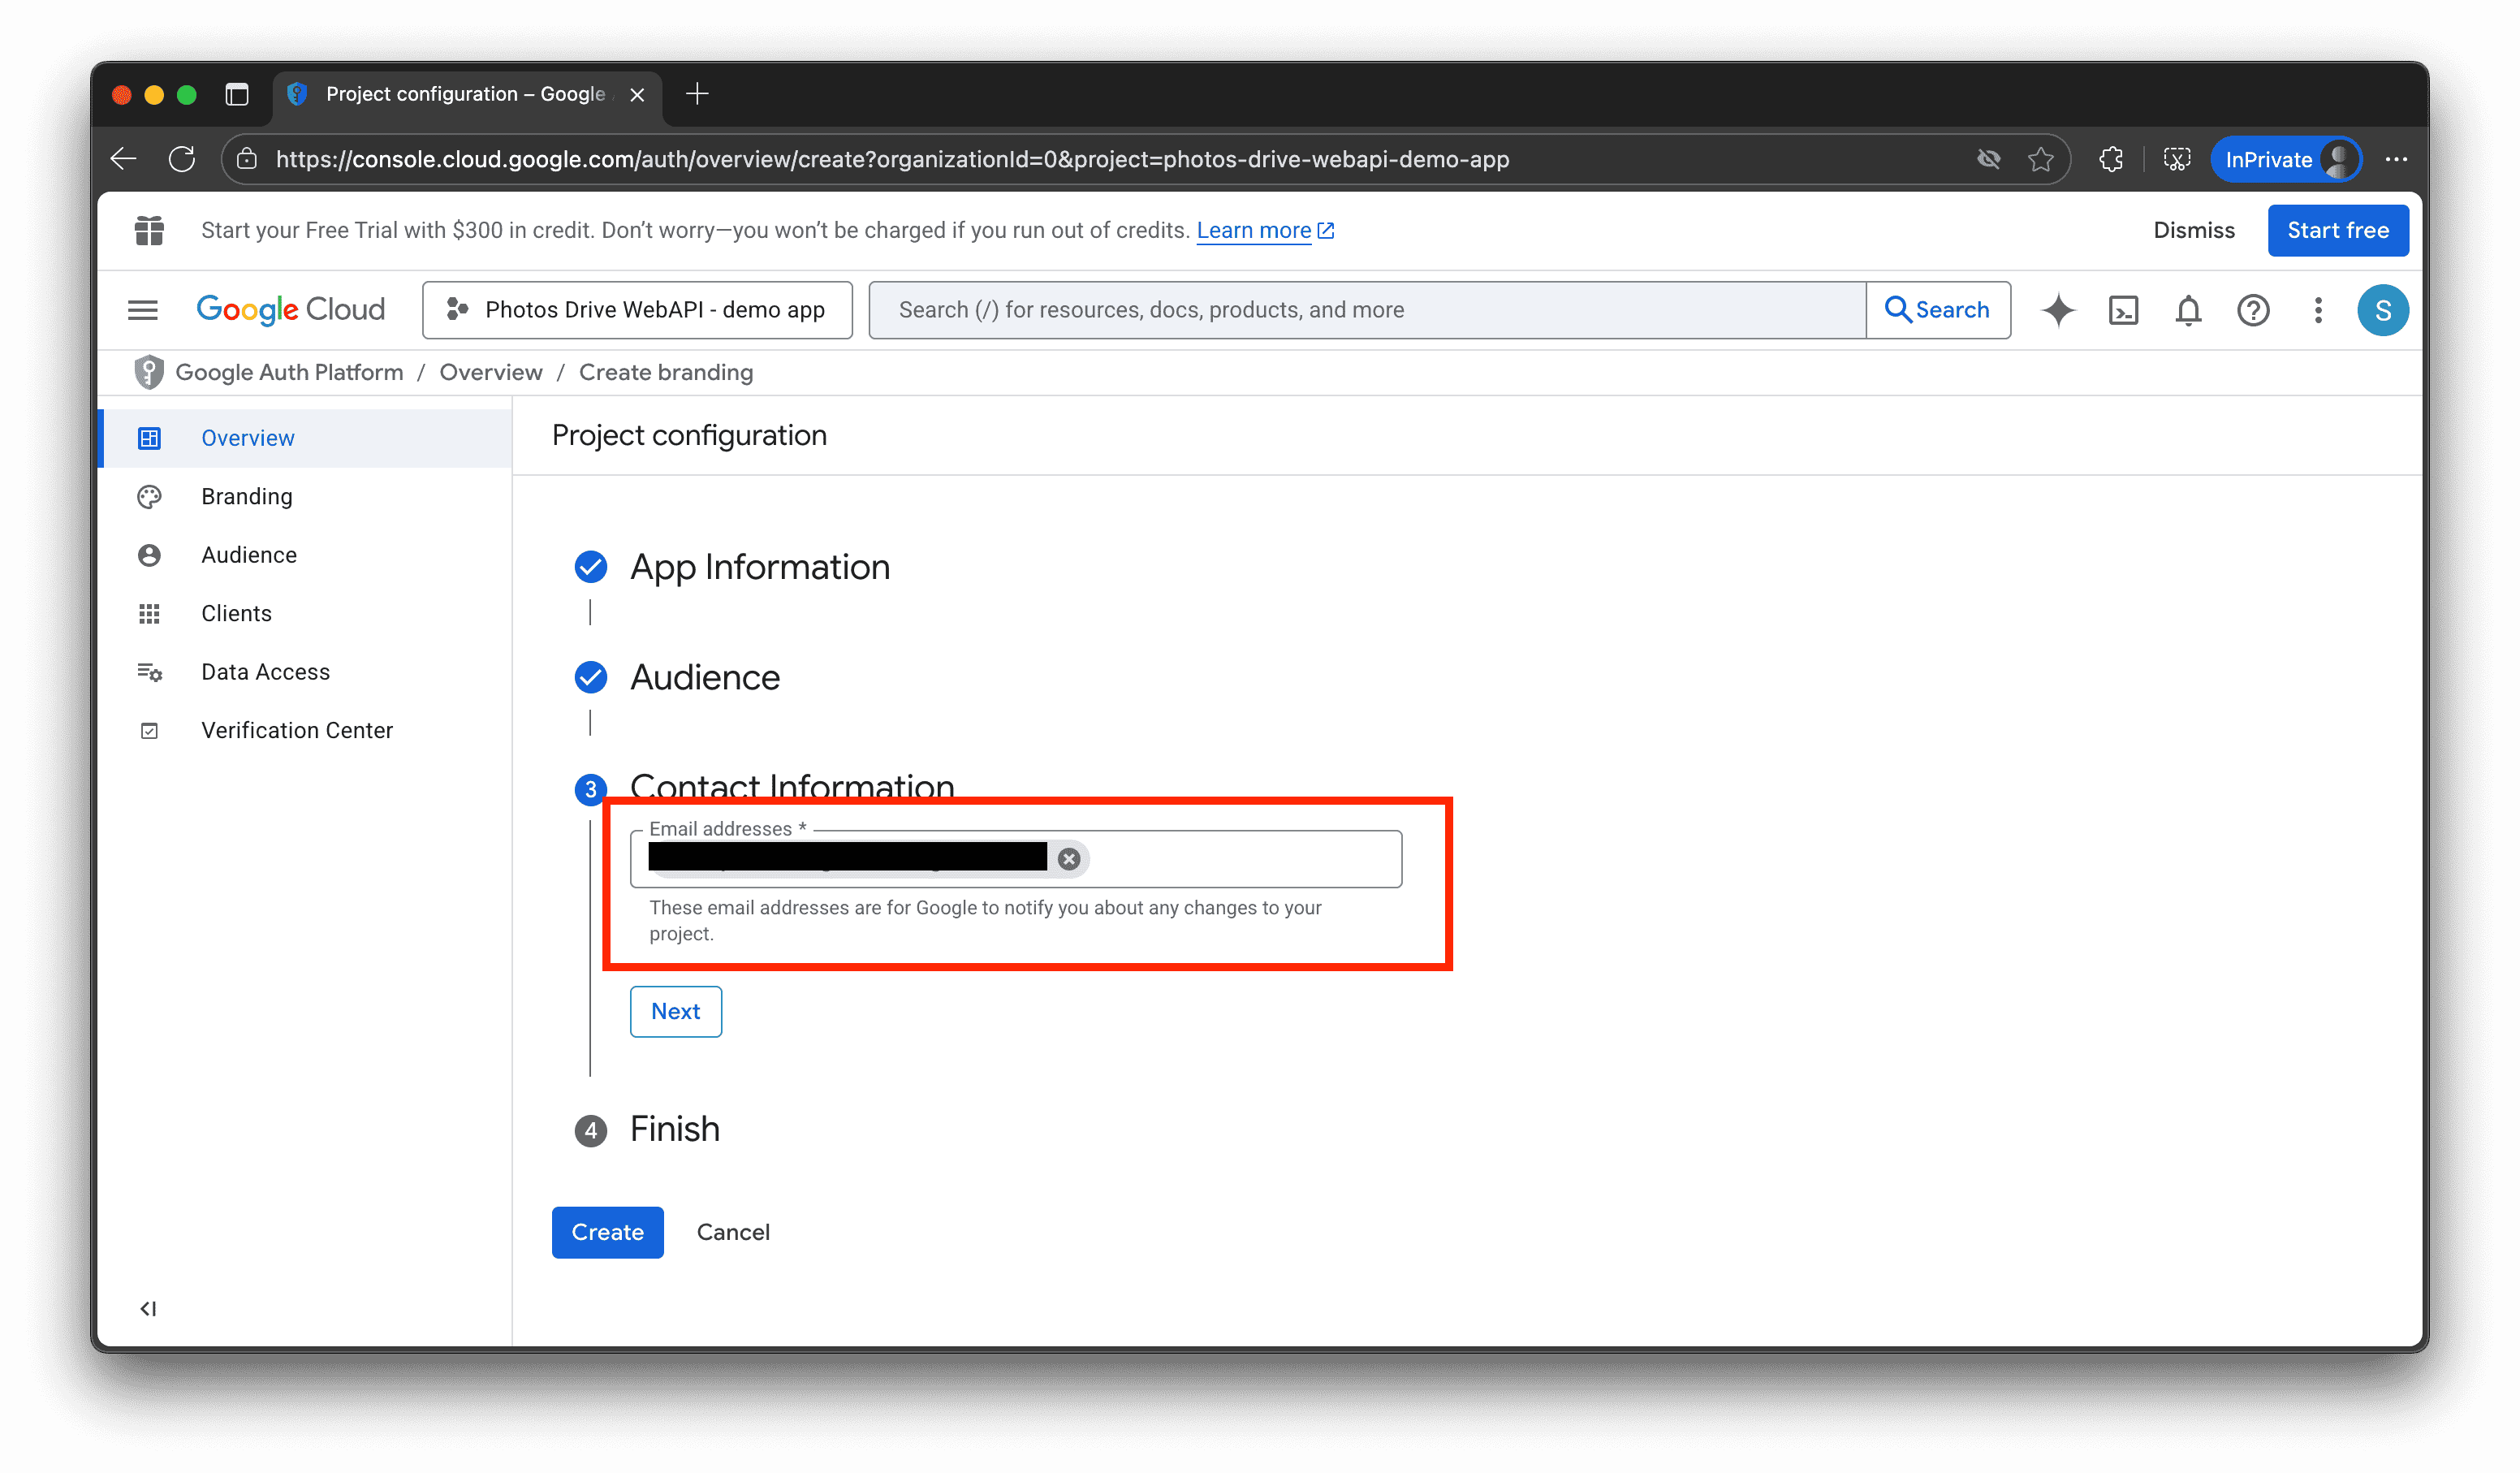 Project configuration – Google
https://console.cloud.google.com/auth/overview/create?organizationId=0&project=photos-drive-webapi-demo-app
InPrivate
Start your Free Trial with $300 in credit. Don’t worry—you won’t be charged if you run out of credits. Learn more
Dismiss
Start free
Google Cloud
Photos Drive WebAPI - demo app
Search (/) for resources, docs, products, and more
Search
S
Google Auth Platform / Overview / Create branding
Overview
Branding
Audience
Clients
Data Access
Verification Center
Project configuration
App Information
Audience
3 Contact Information
Email addresses *
These email addresses are for Google to notify you about any changes to your
project.
Next
4 Finish
Create
Cancel